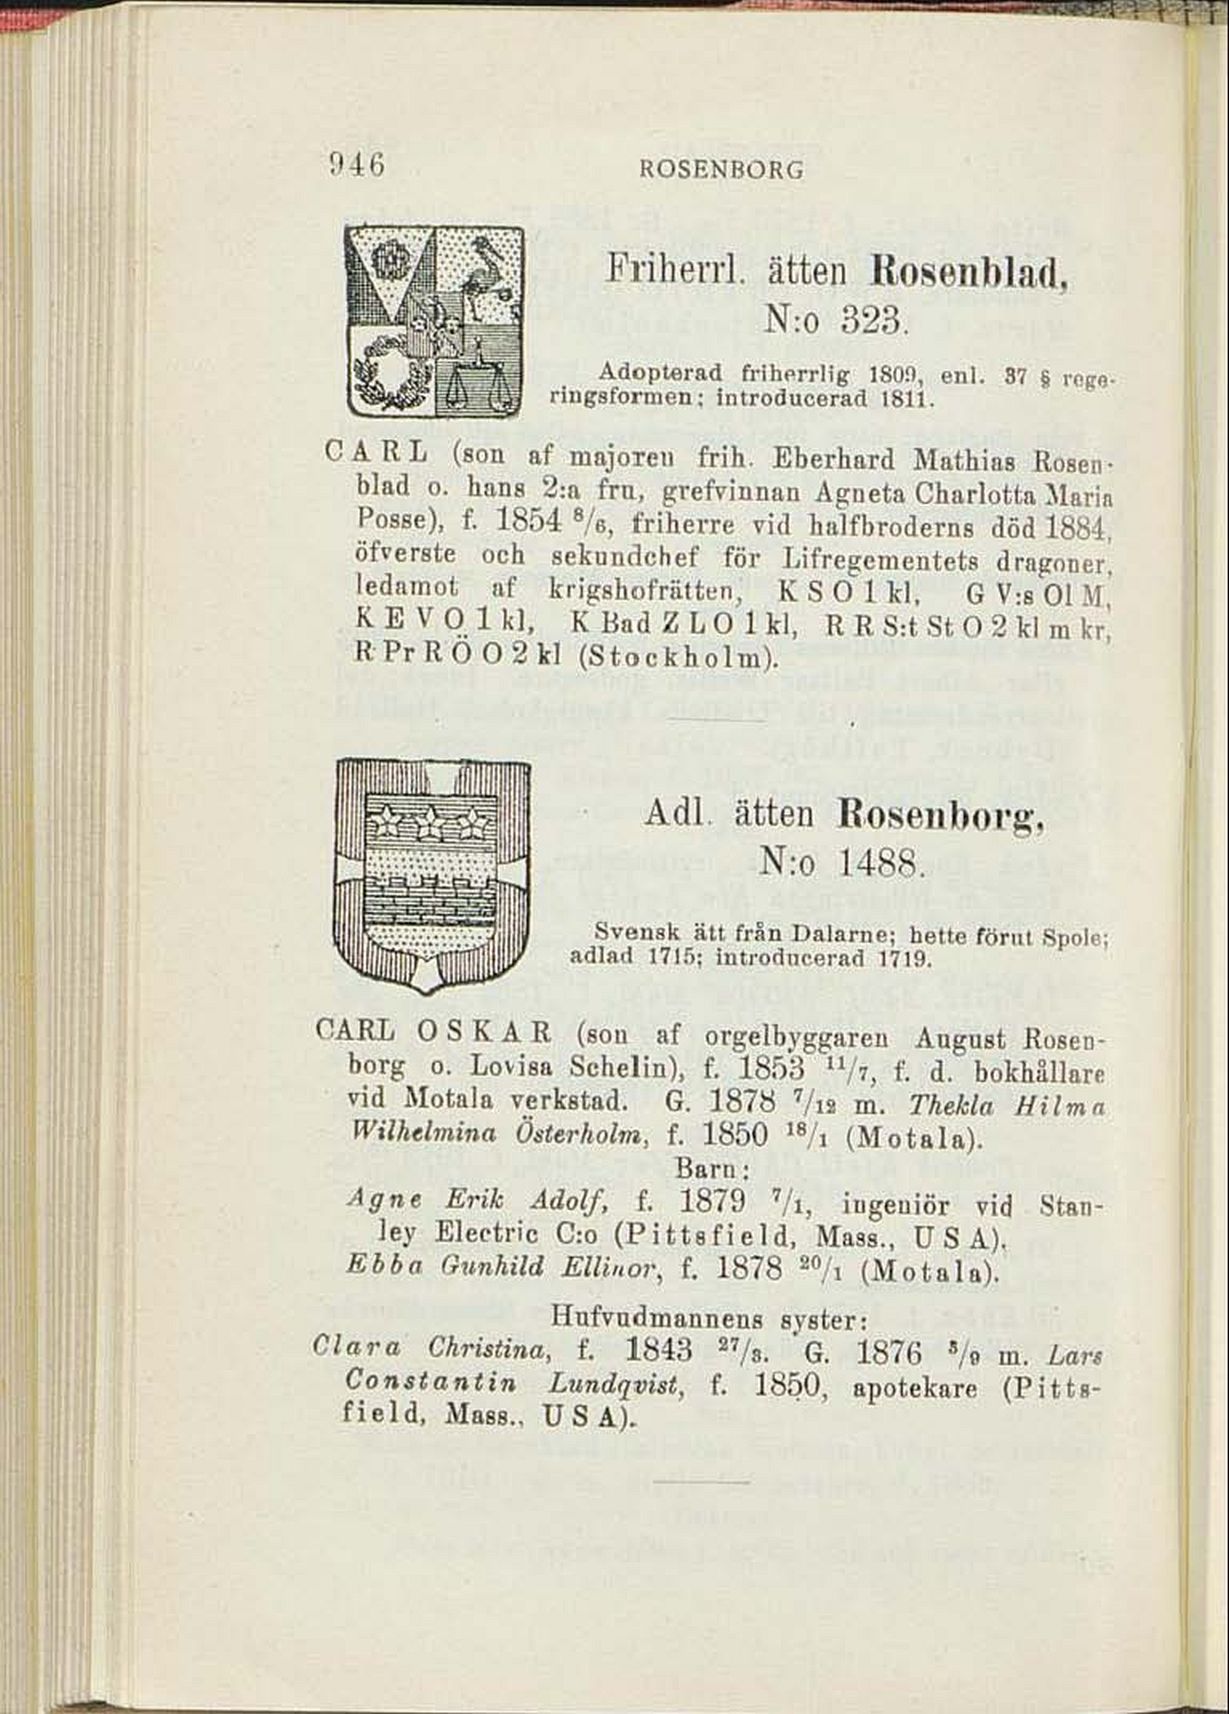 946 ROSENBORG
Friherrl. ätten Rosenblad,
N:o 323.
Adopterad friherrlig 1809, enl. 37 § rege-
ringsformen; introducerad 1811.
CARL (son af majoren frih. Eberhard Mathias Rosen-
blad o. hans 2:a fru, grefvinnan Agneta Charlotta Maria
Posse), f. 1854 8/6, friherre vid halfbroderns död 1884,
öfverste och sekundchef för Lifregementets dragoner,
ledamot af krigshofrätten, K S O 1 kl, G V:s Ol M,
K E V O 1 kl, K Bad Z L O 1 kl, R R S:t St O 2 kl m kr,
R Pr R Ö O 2 kl (Stockholm).
Adl. ätten Rosenborg,
N:o 1488.
Svensk ätt från Dalarne; hette förut Spole;
adlad 1715; introducerad 1719.
CARL OSKAR (son af orgelbyggaren August Rosen-
borg o. Lovisa Schelin), f. 1853 11/7, f. d. bokhållare
vid Motala verkstad. G. 1878 7/12 m. Thekla Hilma
Wilhelmina Österholm, f. 1850 18/1 (Motala).
Barn:
Agne Erik Adolf, f. 1879 7/1, ingeniör vid Stan-
ley Electric C:o (Pittsfield, Mass., U S A).
Ebba Gunhild Ellinor, f. 1878 20/1 (Motala).
Hufvudmannens syster:
Clara Christina, f. 1843 27/3. G. 1876 5/9 m. Lars
Constantin Lundqvist, f. 1850, apotekare (Pitts-
field, Mass., U S A).